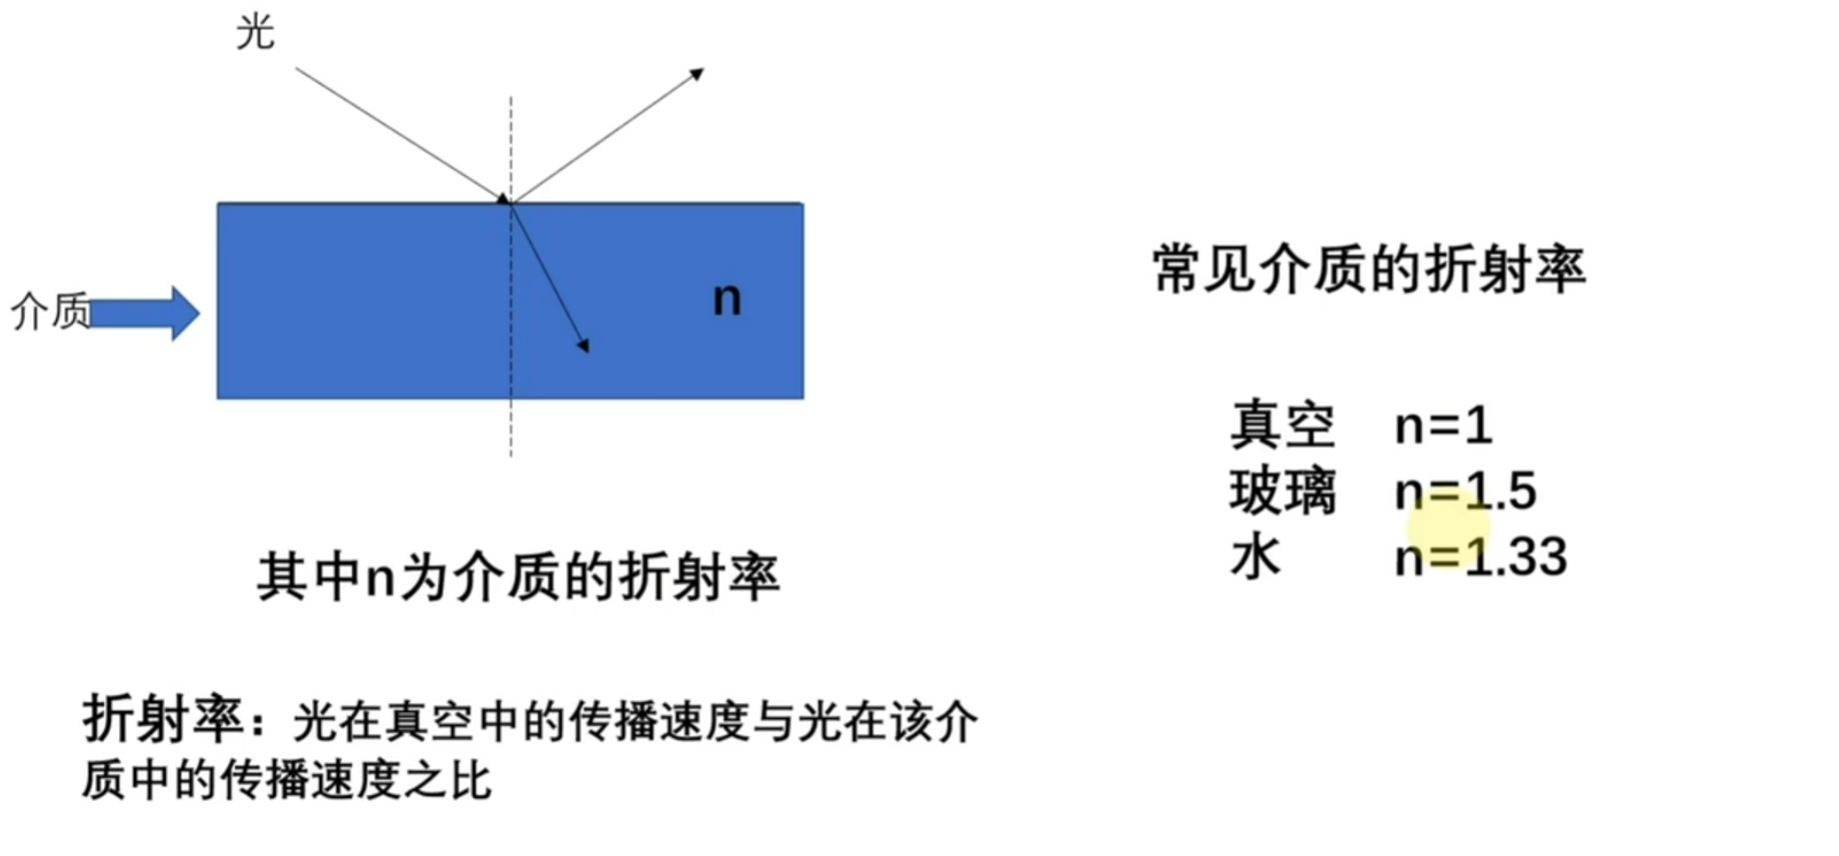 光
介质
n
其中n为介质的折射率
折射率：光在真空中的传播速度与光在该介
质中的传播速度之比
常见介质的折射率
真空 n=1
玻璃 n=1.5
水 n=1.33